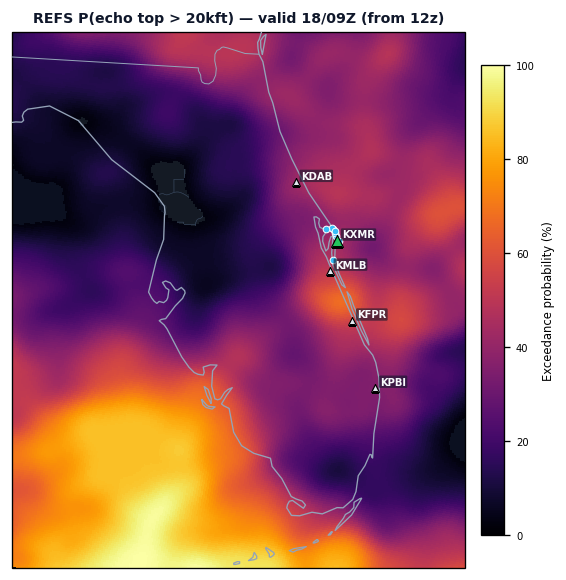 REFS P(echo top > 20kft) — valid 18/09Z (from 12z)
KDAB
KXMR
KMLB
KFPR
KPBI
100
80
60
40
20
0
Exceedance probability (%)